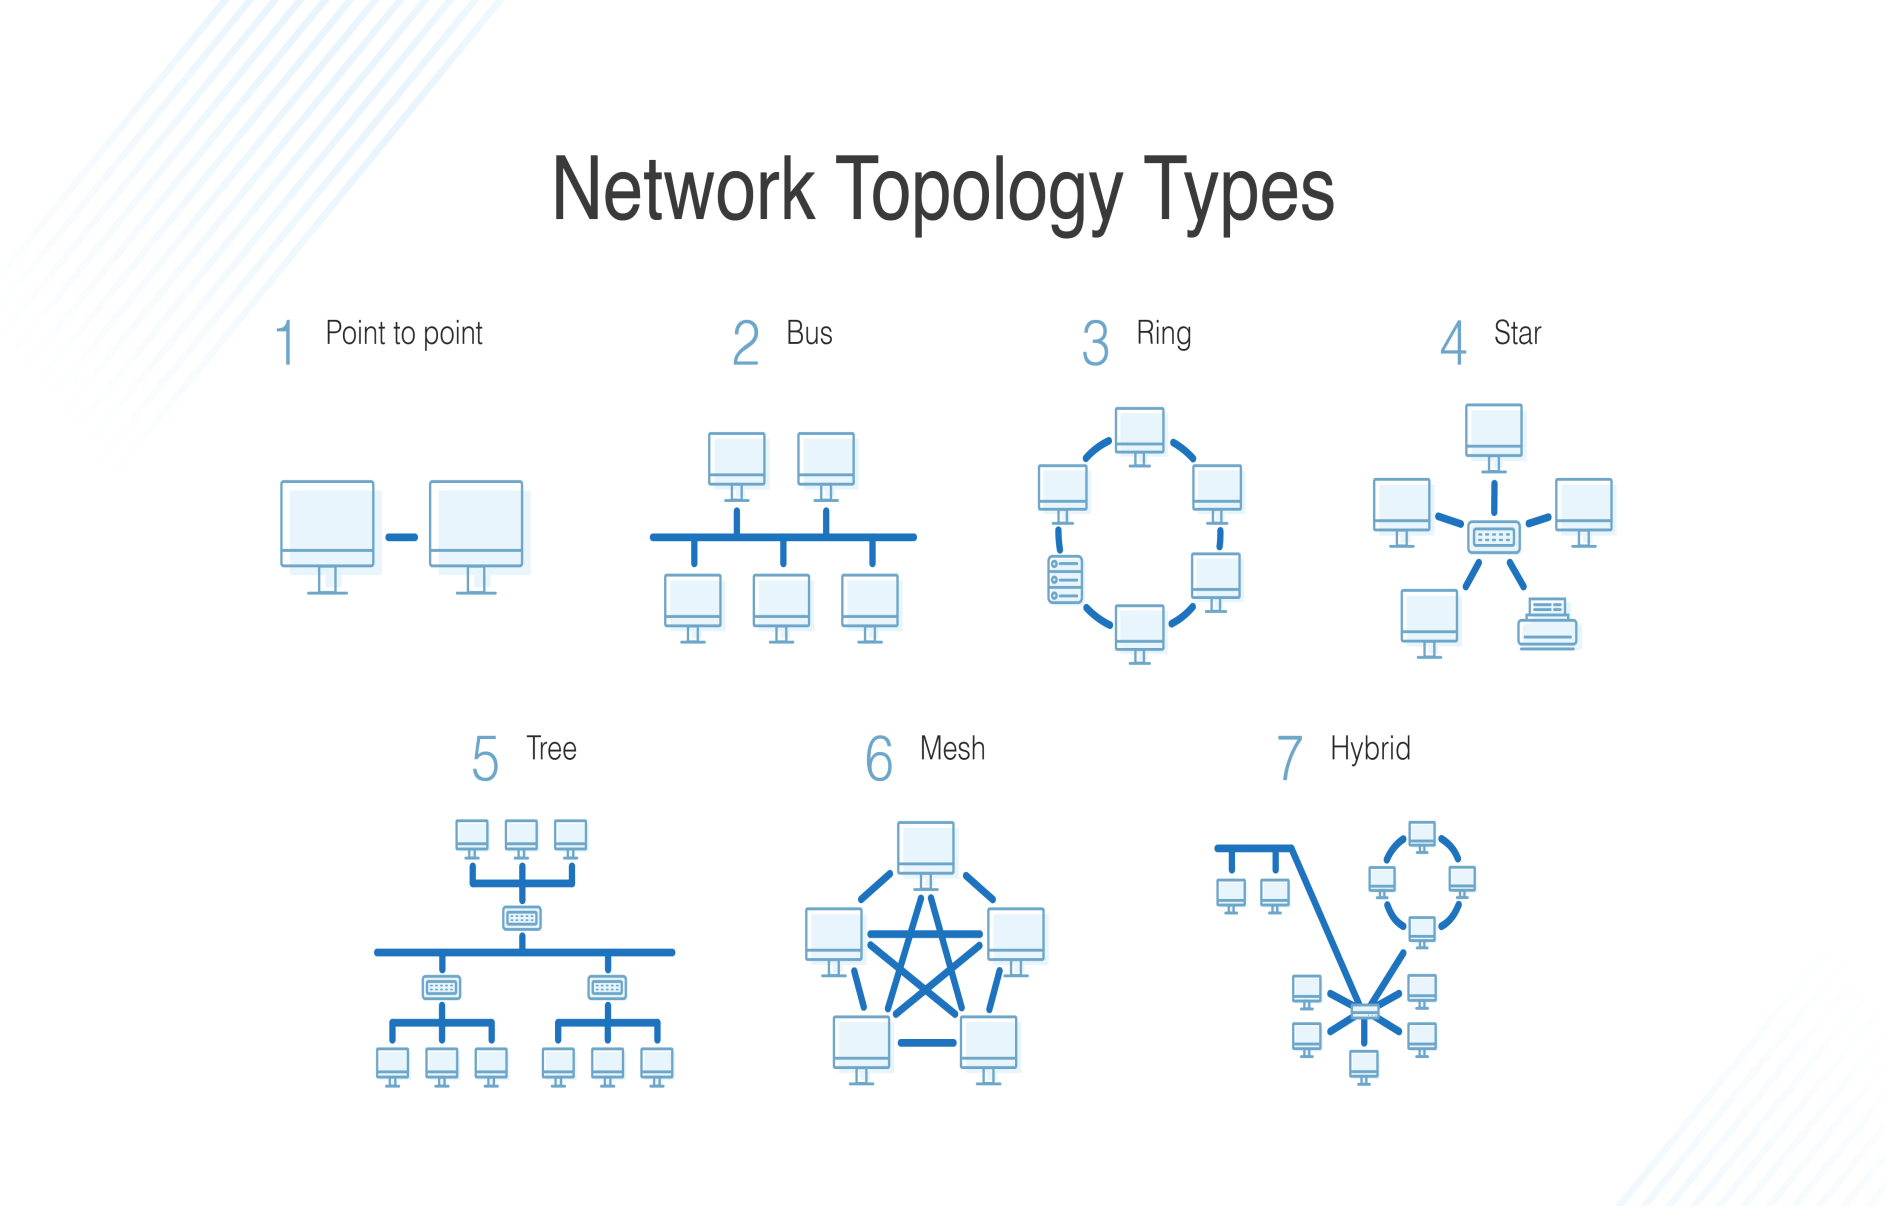 Network Topology Types
1 Point to point
2 Bus
3 Ring
4 Star
5 Tree
6 Mesh
7 Hybrid